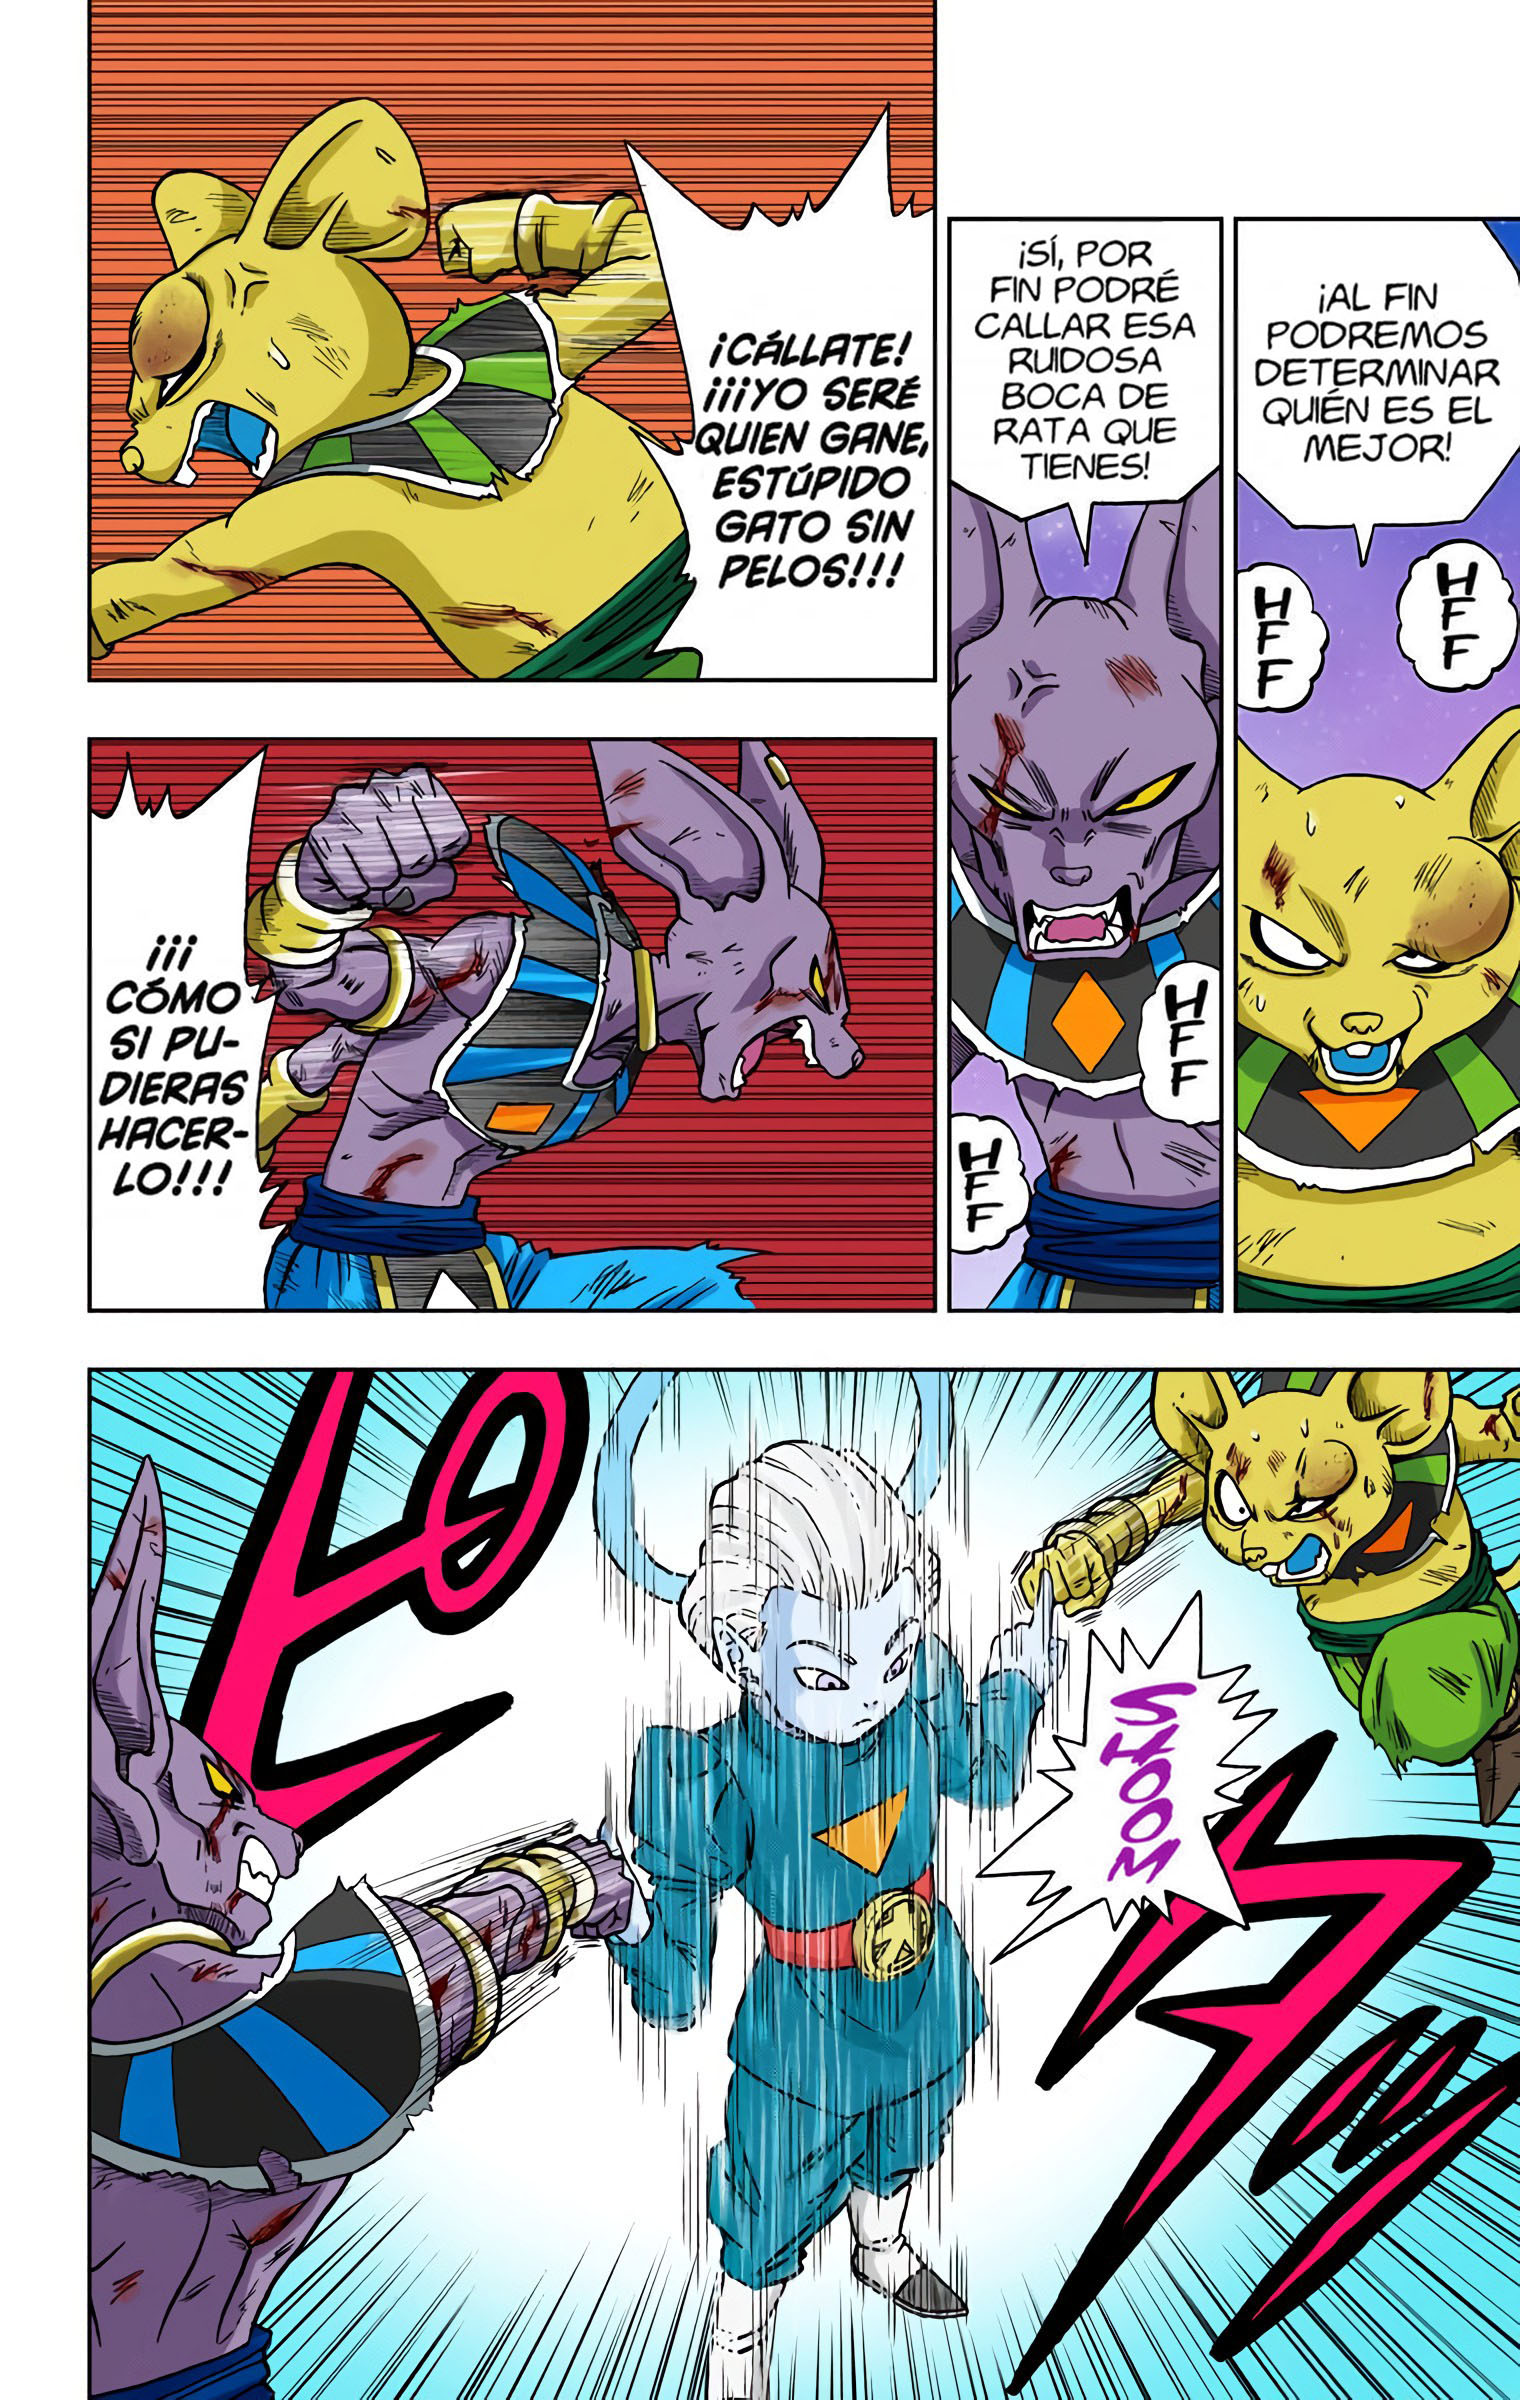 ¡AL FIN
PODREMOS
DETERMINAR
QUIÉN ES EL
MEJOR!
HFF
HFF
¡SÍ, POR
FIN PODRÉ
CALLAR ESA
RUIDOSA
BOCA DE
RATA QUE
TIENES!
HFF
HFF
¡CÁLLATE!
¡¡¡YO SERÉ
QUIEN GANE,
ESTÚPIDO
GATO SIN
PELOS!!!
¡¡¡
CÓMO
SI PU-
DIERAS
HACER-
LO!!!
SHOOM